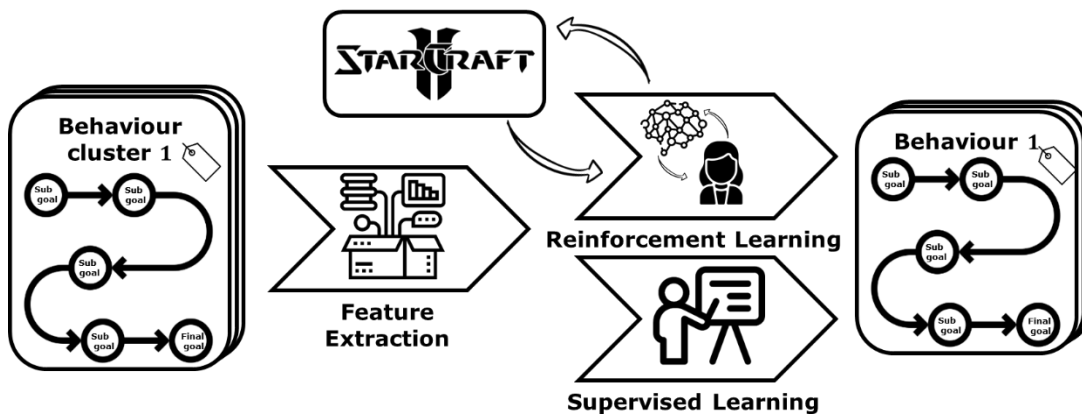 Behaviour
cluster 1
Sub
goal
Sub
goal
Sub
goal
Sub
goal
Final
goal
Feature
Extraction
STARCRAFT
II
Reinforcement Learning
Supervised Learning
Behaviour 1
Sub
goal
Sub
goal
Sub
goal
Sub
goal
Final
goal